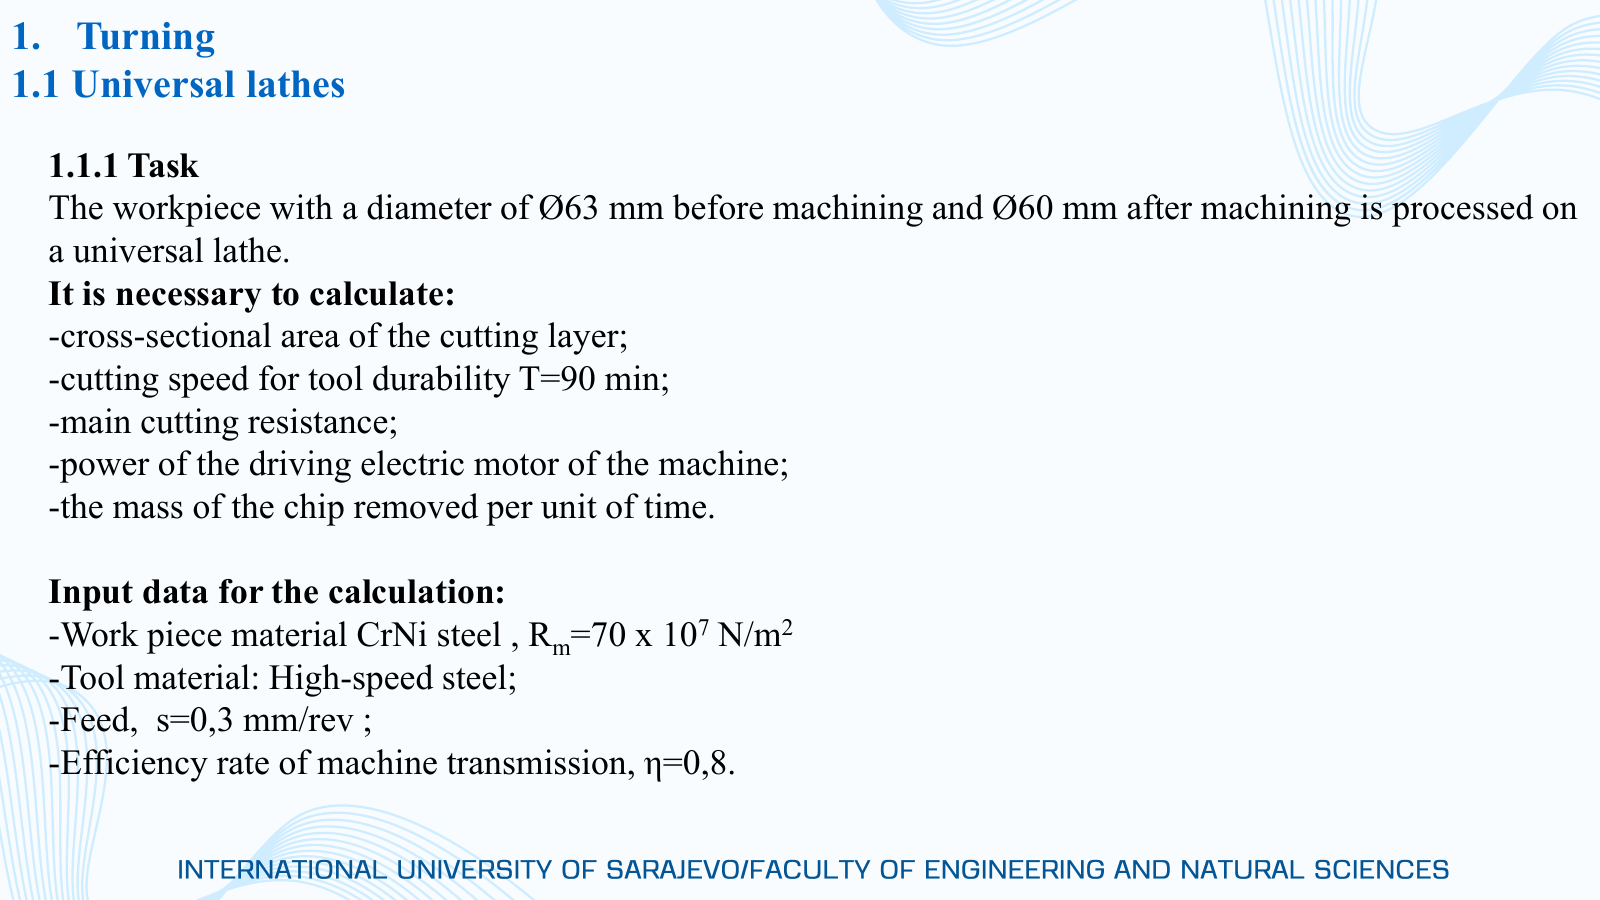 1. Turning
1.1 Universal lathes
1.1.1 Task
The workpiece with a diameter of Ø63 mm before machining and Ø60 mm after machining is processed on
a universal lathe.
It is necessary to calculate:
-cross-sectional area of the cutting layer;
-cutting speed for tool durability T=90 min;
-main cutting resistance;
-power of the driving electric motor of the machine;
-the mass of the chip removed per unit of time.
Input data for the calculation:
-Work piece material CrNi steel , Rₘ=70 x 10⁷ N/m²
-Tool material: High-speed steel;
-Feed,  s=0,3 mm/rev ;
-Efficiency rate of machine transmission, η=0,8.
INTERNATIONAL UNIVERSITY OF SARAJEVO/FACULTY OF ENGINEERING AND NATURAL SCIENCES